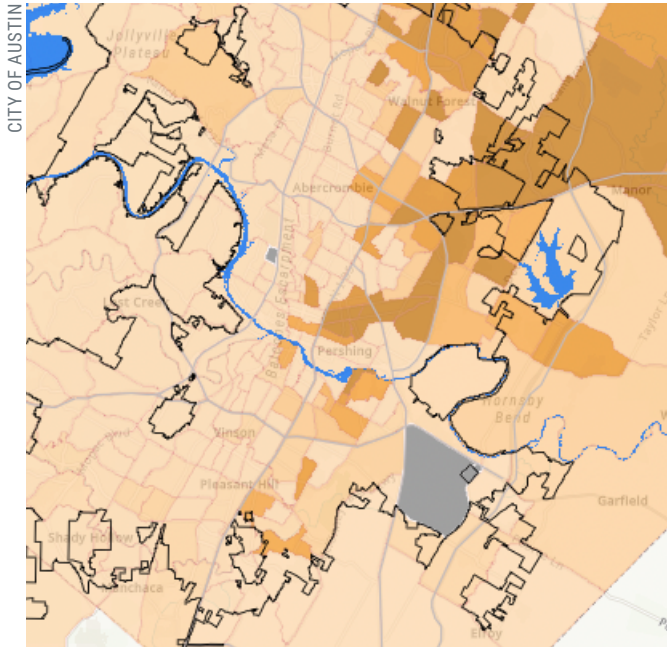 CITY OF AUSTIN
Jollyville
Plateau
Walnut Forest
Abercrombie
Manor
Balcones Escarpment
Pershing
Hornsby
Bend
Vinson
Pleasant Hill
Garfield
Shady Hollow
Manchaca
Elroy